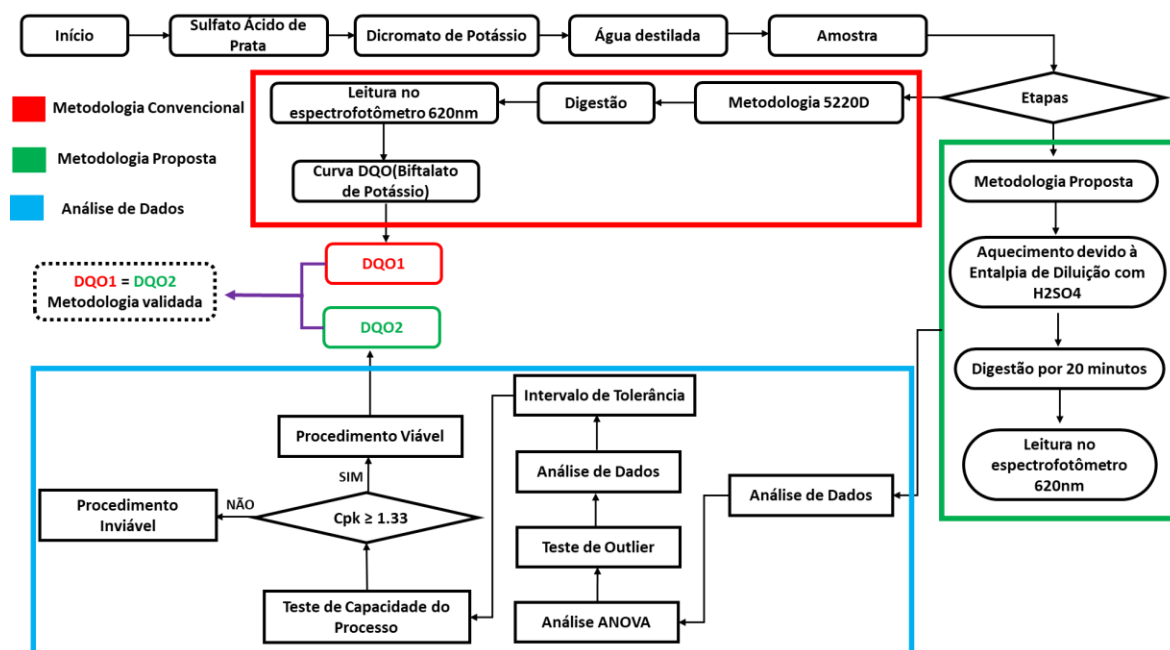 Início
Sulfato Ácido de
Prata
Dicromato de Potássio
Água destilada
Amostra
Etapas
Metodologia Convencional
Metodologia Proposta
Análise de Dados
Metodologia 5220D
Digestão
Leitura no
espectrofotômetro 620nm
Curva DQO(Biftalato
de Potássio)
DQO1
DQO2
DQO1 = DQO2
Metodologia validada
Metodologia Proposta
Aquecimento devido à
Entalpia de Diluição com
H2SO4
Digestão por 20 minutos
Leitura no
espectrofotômetro
620nm
Análise de Dados
Análise ANOVA
Teste de Outlier
Análise de Dados
Intervalo de Tolerância
Teste de Capacidade do
Processo
Cpk ≥ 1.33
SIM
NÃO
Procedimento Viável
Procedimento
Inviável